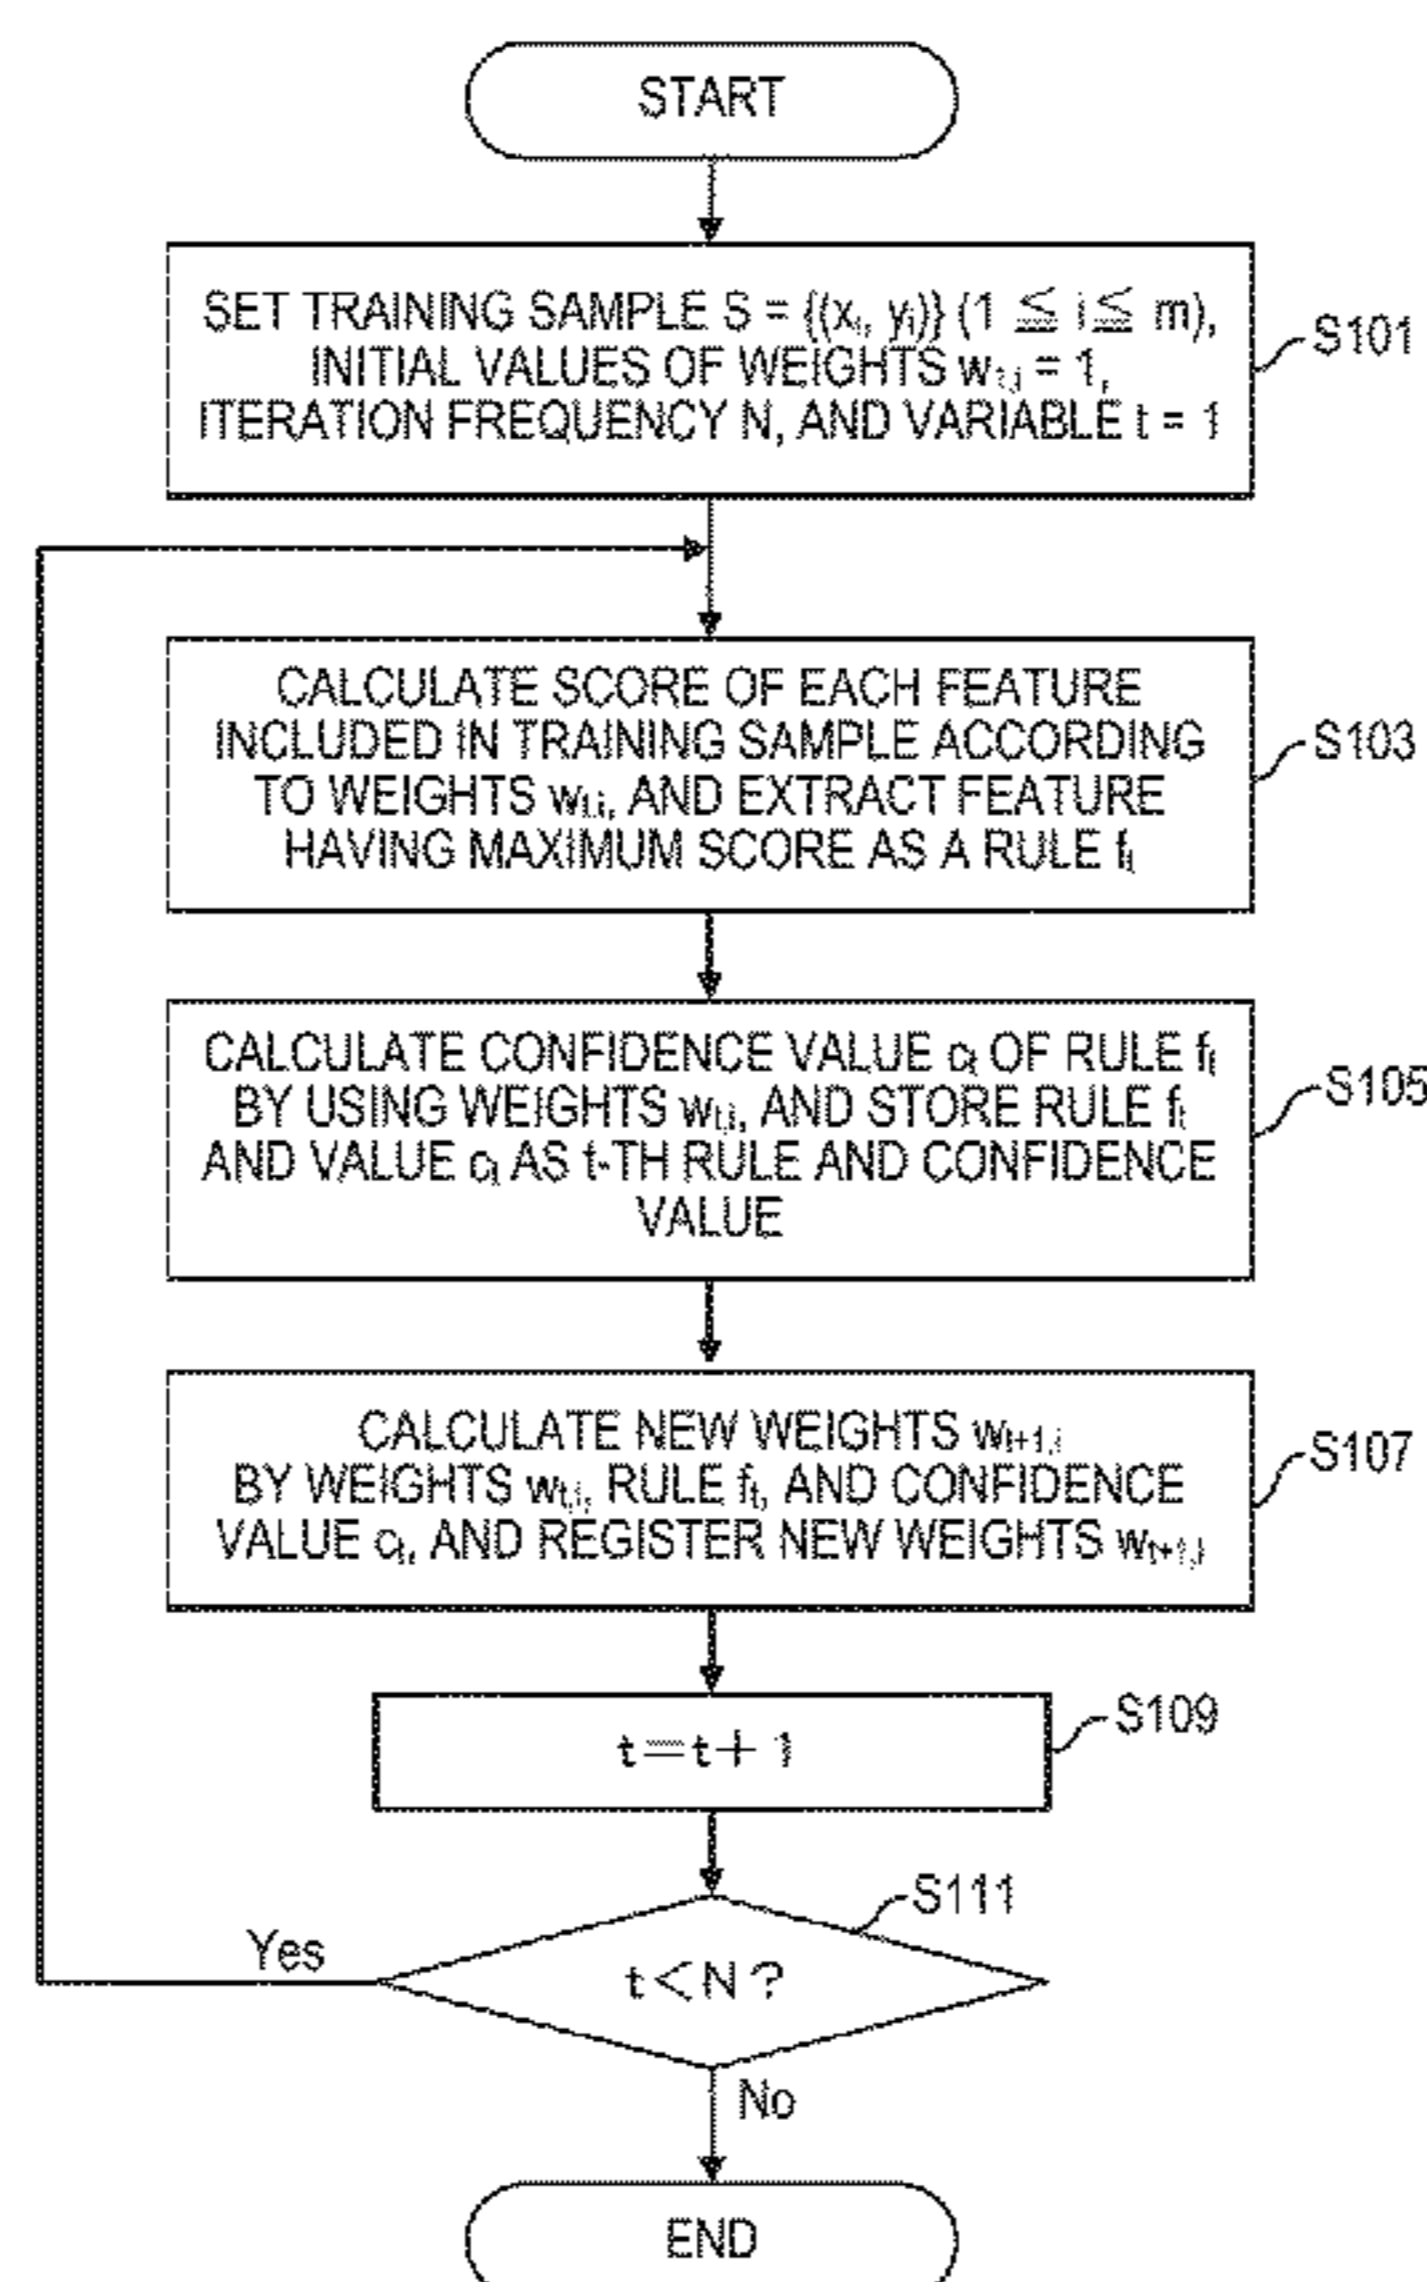 START
SET TRAINING SAMPLE S = {(xᵢ, yᵢ)} (1 ≦ i ≦ m),
INITIAL VALUES OF WEIGHTS w₁,ᵢ = 1,
ITERATION FREQUENCY N, AND VARIABLE t = 1
S101
CALCULATE SCORE OF EACH FEATURE
INCLUDED IN TRAINING SAMPLE ACCORDING
TO WEIGHTS wₜ,ᵢ, AND EXTRACT FEATURE
HAVING MAXIMUM SCORE AS A RULE fₜ
S103
CALCULATE CONFIDENCE VALUE cₜ OF RULE fₜ
BY USING WEIGHTS wₜ,ᵢ, AND STORE RULE fₜ
AND VALUE cₜ AS t-TH RULE AND CONFIDENCE
VALUE
S105
CALCULATE NEW WEIGHTS wₜ₊₁,ᵢ
BY WEIGHTS wₜ,ᵢ, RULE fₜ, AND CONFIDENCE
VALUE cₜ, AND REGISTER NEW WEIGHTS wₜ₊₁,ᵢ
S107
t=t+1
S109
S111
t<N?
Yes
No
END